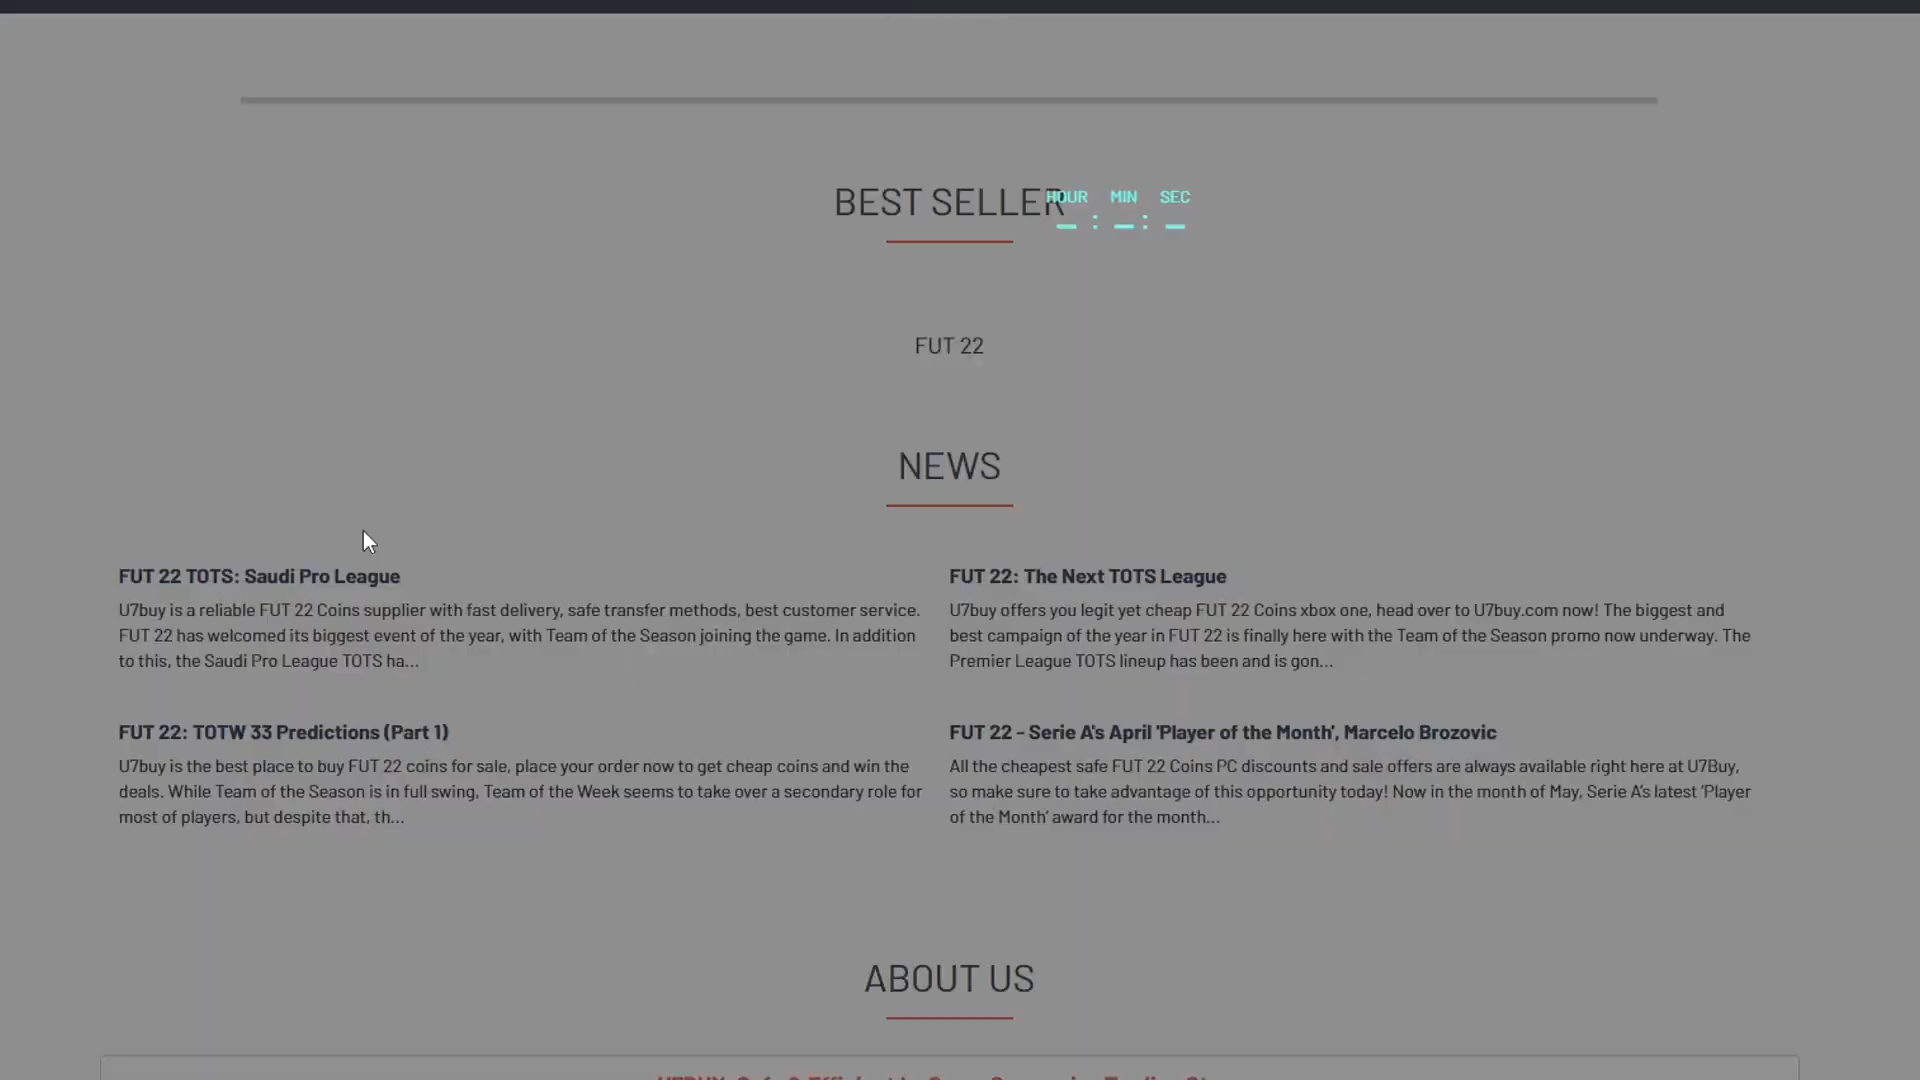 BEST SELLER
HOUR MIN SEC
– : – : –
FUT 22
NEWS
FUT 22 TOTS: Saudi Pro League
U7buy is a reliable FUT 22 Coins supplier with fast delivery, safe transfer methods, best customer service.
FUT 22 has welcomed its biggest event of the year, with Team of the Season joining the game. In addition
to this, the Saudi Pro League TOTS ha...
FUT 22: The Next TOTS League
U7buy offers you legit yet cheap FUT 22 Coins xbox one, head over to U7buy.com now! The biggest and
best campaign of the year in FUT 22 is finally here with the Team of the Season promo now underway. The
Premier League TOTS lineup has been and is gon...
FUT 22: TOTW 33 Predictions (Part 1)
U7buy is the best place to buy FUT 22 coins for sale, place your order now to get cheap coins and win the
deals. While Team of the Season is in full swing, Team of the Week seems to take over a secondary role for
most of players, but despite that, th...
FUT 22 - Serie A's April 'Player of the Month', Marcelo Brozovic
All the cheapest safe FUT 22 Coins PC discounts and sale offers are always available right here at U7Buy,
so make sure to take advantage of this opportunity today! Now in the month of May, Serie A's latest 'Player
of the Month' award for the month...
ABOUT US